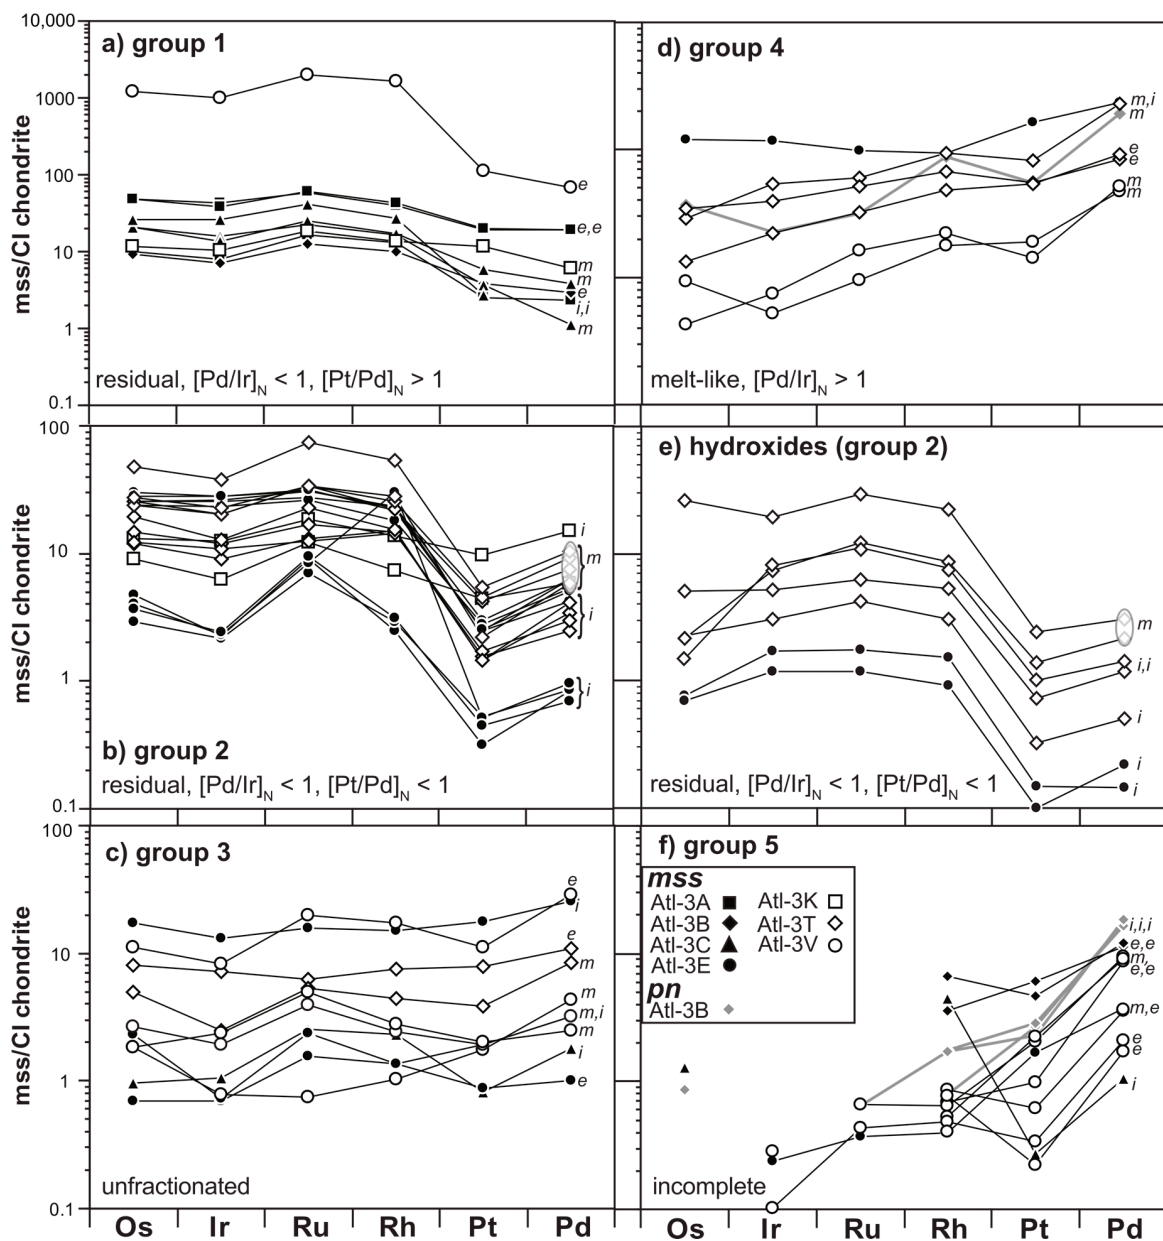 a) group 1
mss/CI chondrite
10,000
1000
100
10
1
0.1
e
e,e
m
m
e
i,i
m
residual, [Pd/Ir]N < 1, [Pt/Pd]N > 1
d) group 4
m,i
m
e
e
m
m
melt-like, [Pd/Ir]N > 1
mss/CI chondrite
100
10
1
0.1
i
m
i
i
b) group 2
residual, [Pd/Ir]N < 1, [Pt/Pd]N < 1
e) hydroxides (group 2)
m
i,i
i
i
i
residual, [Pd/Ir]N < 1, [Pt/Pd]N < 1
c) group 3
mss/CI chondrite
100
10
1
0.1
e
i
e
m
m
m,i
m
i
e
unfractionated
Os Ir Ru Rh Pt Pd
f) group 5
mss
Atl-3A Atl-3K
Atl-3B Atl-3T
Atl-3C Atl-3V
Atl-3E
pn
Atl-3B
i,i,i
e,e
m,
e,e
m,e
e
e
i
incomplete
Os Ir Ru Rh Pt Pd